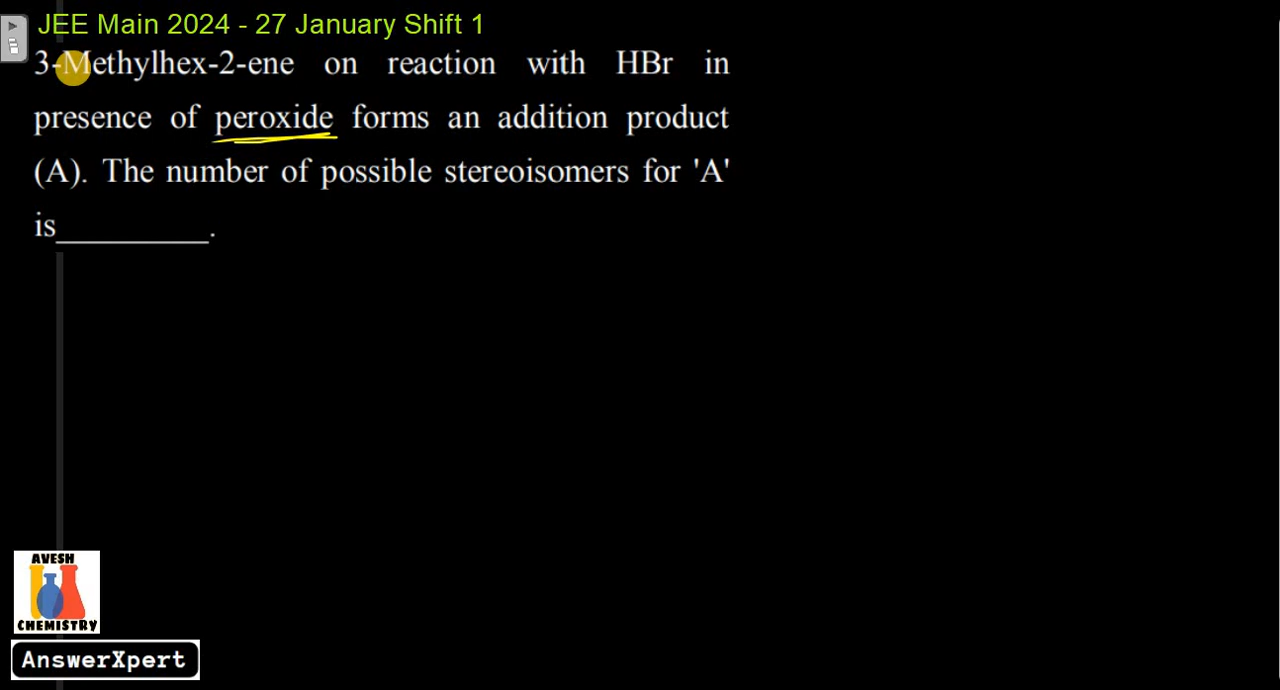 JEE Main 2024 - 27 January Shift 1
3-Methylhex-2-ene on reaction with HBr in
presence of peroxide forms an addition product
(A). The number of possible stereoisomers for 'A'
is_________.
AVESH
CHEMISTRY
AnswerXpert